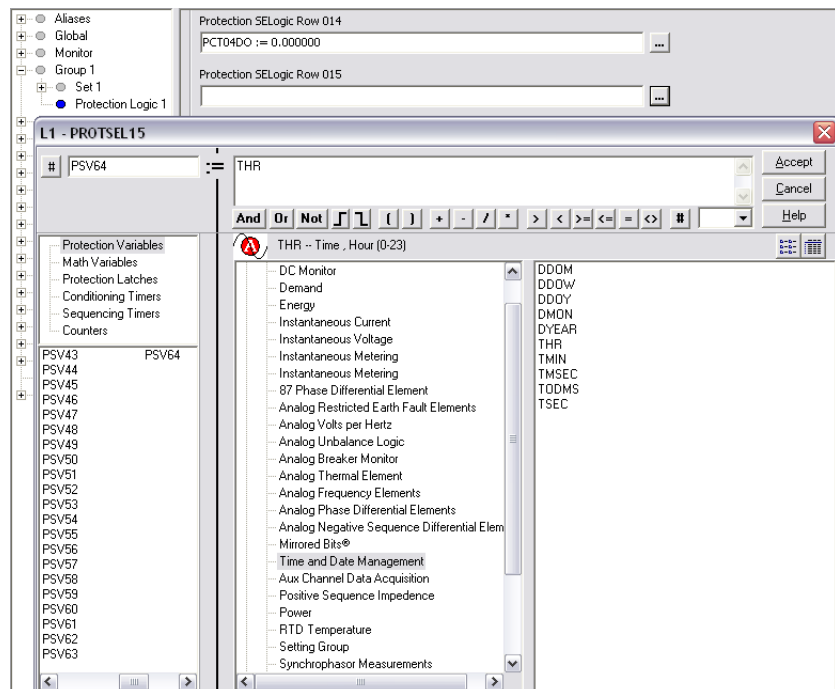 Aliases
Global
Monitor
Group 1
Set 1
Protection Logic 1
Protection SELogic Row 014
PCT04DO := 0.000000
...
Protection SELogic Row 015
...
L1 - PROTSEL15
# PSV64 := THR
Accept
Cancel
Help
And Or Not ( ) + - / * > < >= <= = <> #
Protection Variables
Math Variables
Protection Latches
Conditioning Timers
Sequencing Timers
Counters
PSV43 PSV64
PSV44
PSV45
PSV46
PSV47
PSV48
PSV49
PSV50
PSV51
PSV52
PSV53
PSV54
PSV55
PSV56
PSV57
PSV58
PSV59
PSV60
PSV61
PSV62
PSV63
A THR -- Time , Hour (0-23)
DC Monitor
Demand
Energy
Instantaneous Current
Instantaneous Voltage
Instantaneous Metering
Instantaneous Metering
87 Phase Differential Element
Analog Restricted Earth Fault Elements
Analog Volts per Hertz
Analog Unbalance Logic
Analog Breaker Monitor
Analog Thermal Element
Analog Frequency Elements
Analog Phase Differential Elements
Analog Negative Sequence Differential Elem
Mirrored Bits®
Time and Date Management
Aux Channel Data Acquisition
Positive Sequence Impedence
Power
RTD Temperature
Setting Group
Synchrophasor Measurements
DDOM
DDOW
DDOY
DMON
DYEAR
THR
TMIN
TMSEC
TODMS
TSEC